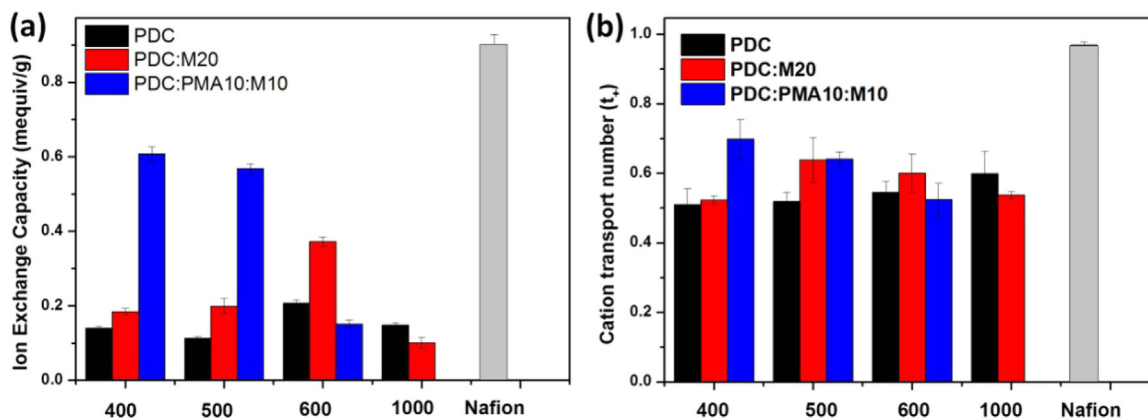 (a)
PDC
PDC:M20
PDC:PMA10:M10
Ion Exchange Capacity (mequiv/g)
0.8
0.6
0.4
0.2
0.0
400 500 600 1000 Nafion
(b)
PDC
PDC:M20
PDC:PMA10:M10
Cation transport number (t+)
1.0
0.8
0.6
0.4
0.2
0.0
400 500 600 1000 Nafion